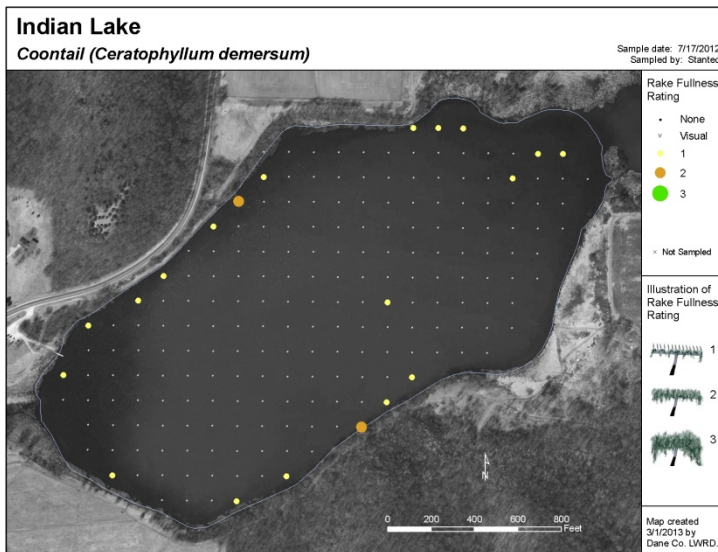 Indian Lake
Coontail (Ceratophyllum demersum)
Sample date: 7/17/2012
Sampled by: Stantec
Rake Fullness
Rating
None
v Visual
1
2
3
× Not Sampled
Illustration of
Rake Fullness
Rating
1
2
3
N
0 200 400 600 800
Feet
Map created
3/1/2013 by
Dane Co. LWRD.